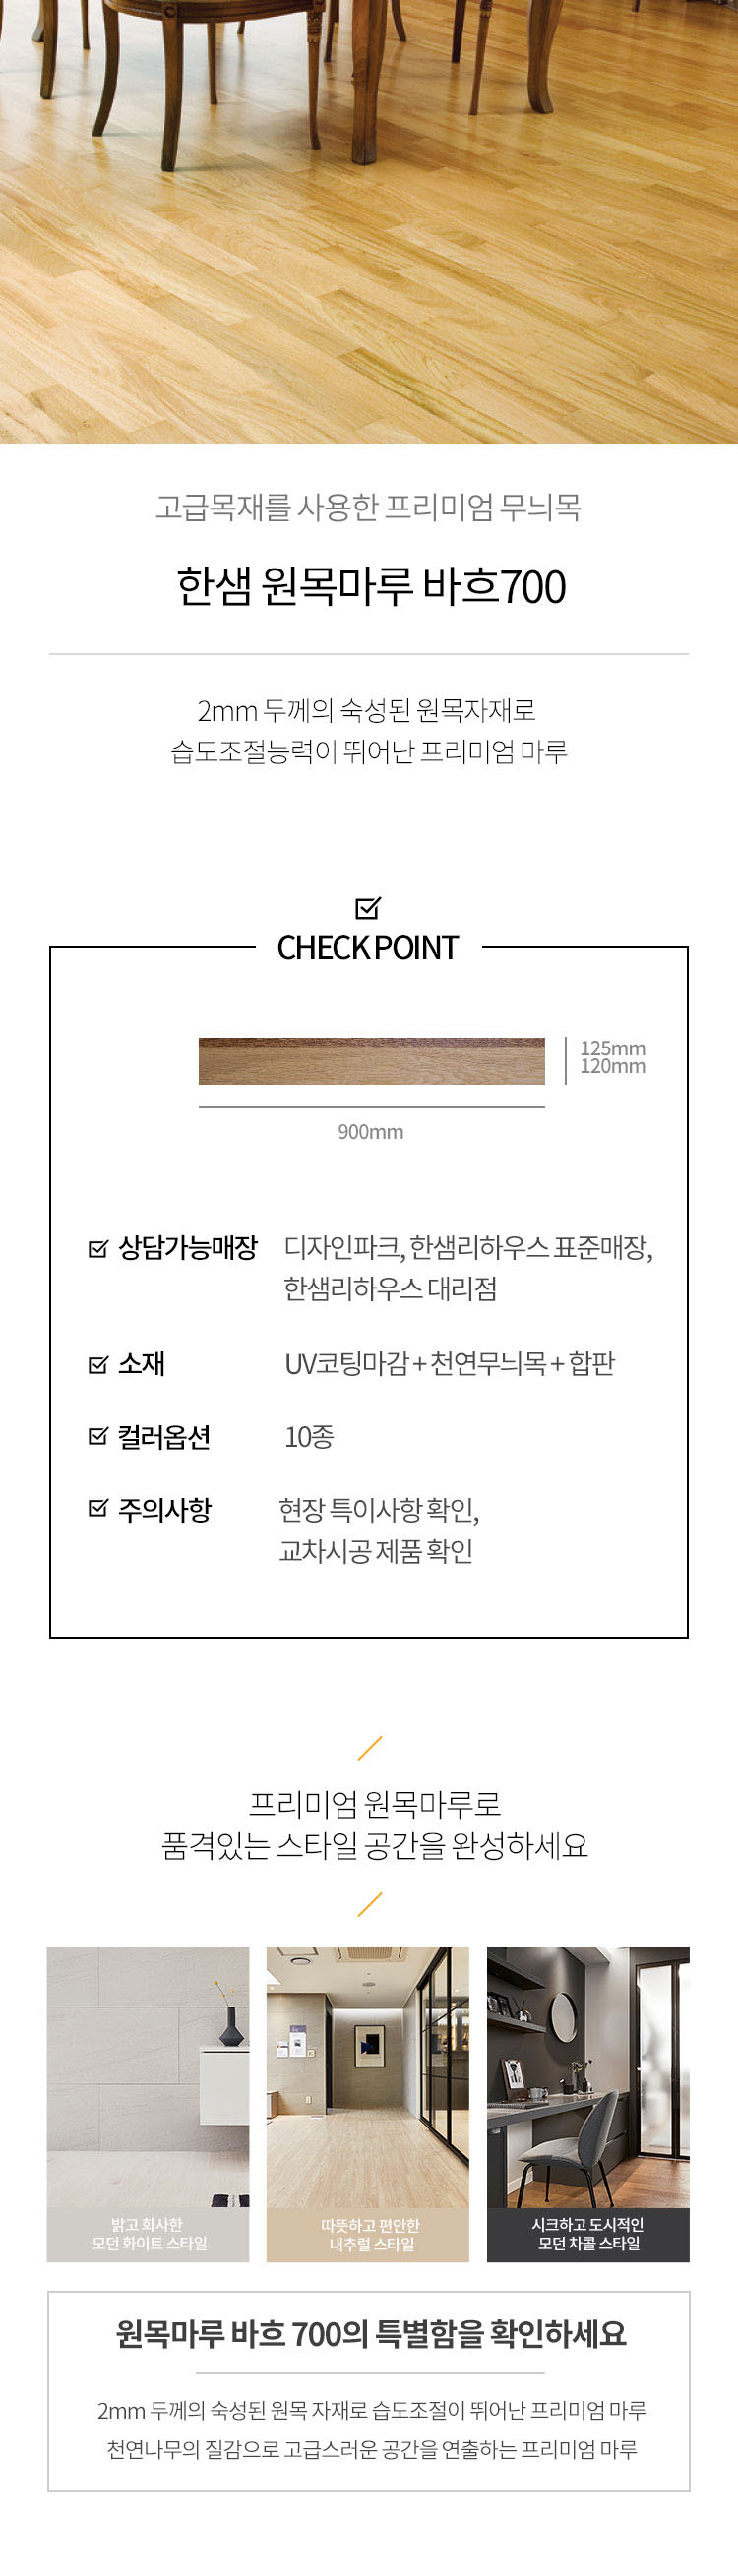 고급목재를 사용한 프리미엄 무늬목
한샘 원목마루 바흐700
2mm 두께의 숙성된 원목자재로
습도조절능력이 뛰어난 프리미엄 마루
CHECK POINT
125mm
120mm
900mm
상담가능매장 디자인파크, 한샘리하우스 표준매장,
한샘리하우스 대리점
소재 UV코팅마감 + 천연무늬목 + 합판
컬러옵션 10종
주의사항 현장 특이사항 확인,
교차시공 제품 확인
프리미엄 원목마루로
품격있는 스타일 공간을 완성하세요
밝고 화사한
모던 화이트 스타일
따뜻하고 편안한
내추럴 스타일
시크하고 도시적인
모던 차콜 스타일
원목마루 바흐 700의 특별함을 확인하세요
2mm 두께의 숙성된 원목 자재로 습도조절이 뛰어난 프리미엄 마루
천연나무의 질감으로 고급스러운 공간을 연출하는 프리미엄 마루